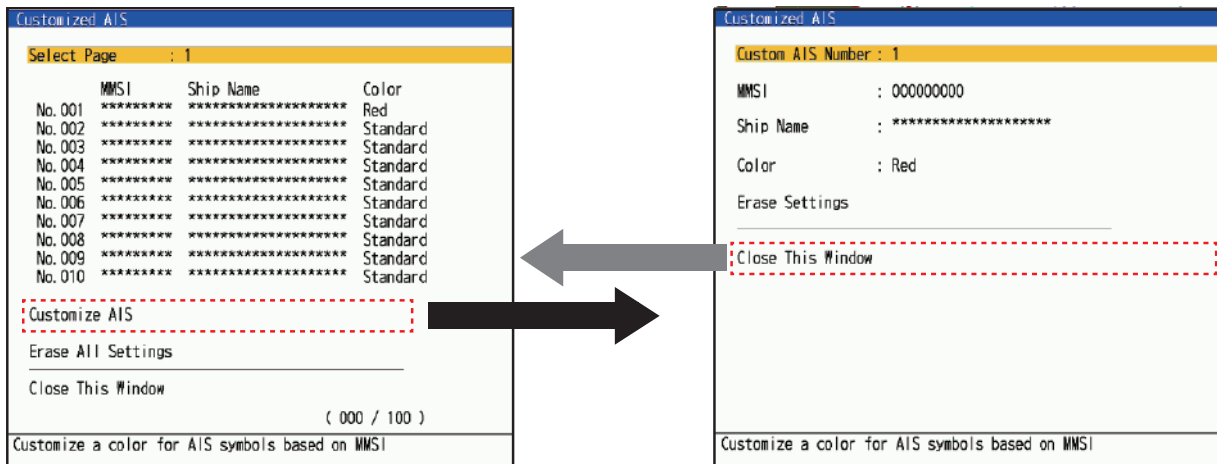 Customized AIS
Select Page : 1
MMSI Ship Name Color
No. 001 ********* ******************** Red
No. 002 ********* ******************** Standard
No. 003 ********* ******************** Standard
No. 004 ********* ******************** Standard
No. 005 ********* ******************** Standard
No. 006 ********* ******************** Standard
No. 007 ********* ******************** Standard
No. 008 ********* ******************** Standard
No. 009 ********* ******************** Standard
No. 010 ********* ******************** Standard
Customize AIS
Erase All Settings
Close This Window
( 000 / 100 )
Customize a color for AIS symbols based on MMSI
Customized AIS
Custom AIS Number : 1
MMSI : 000000000
Ship Name : ********************
Color : Red
Erase Settings
Close This Window
Customize a color for AIS symbols based on MMSI